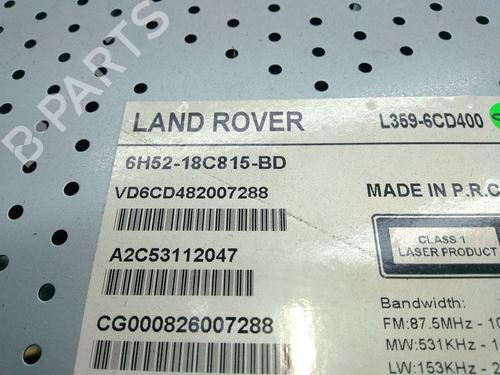 B-PARTS
LAND ROVER
L359-6CD400
6H52-18C815-BD
VD6CD482007288
MADE IN P.R.C
A2C53112047
CLASS 1
LASER PRODUCT
CG000826007288
Bandwidth:
FM:87.5MHz - 10
MW:531KHz - 1
LW:153KHz - 2